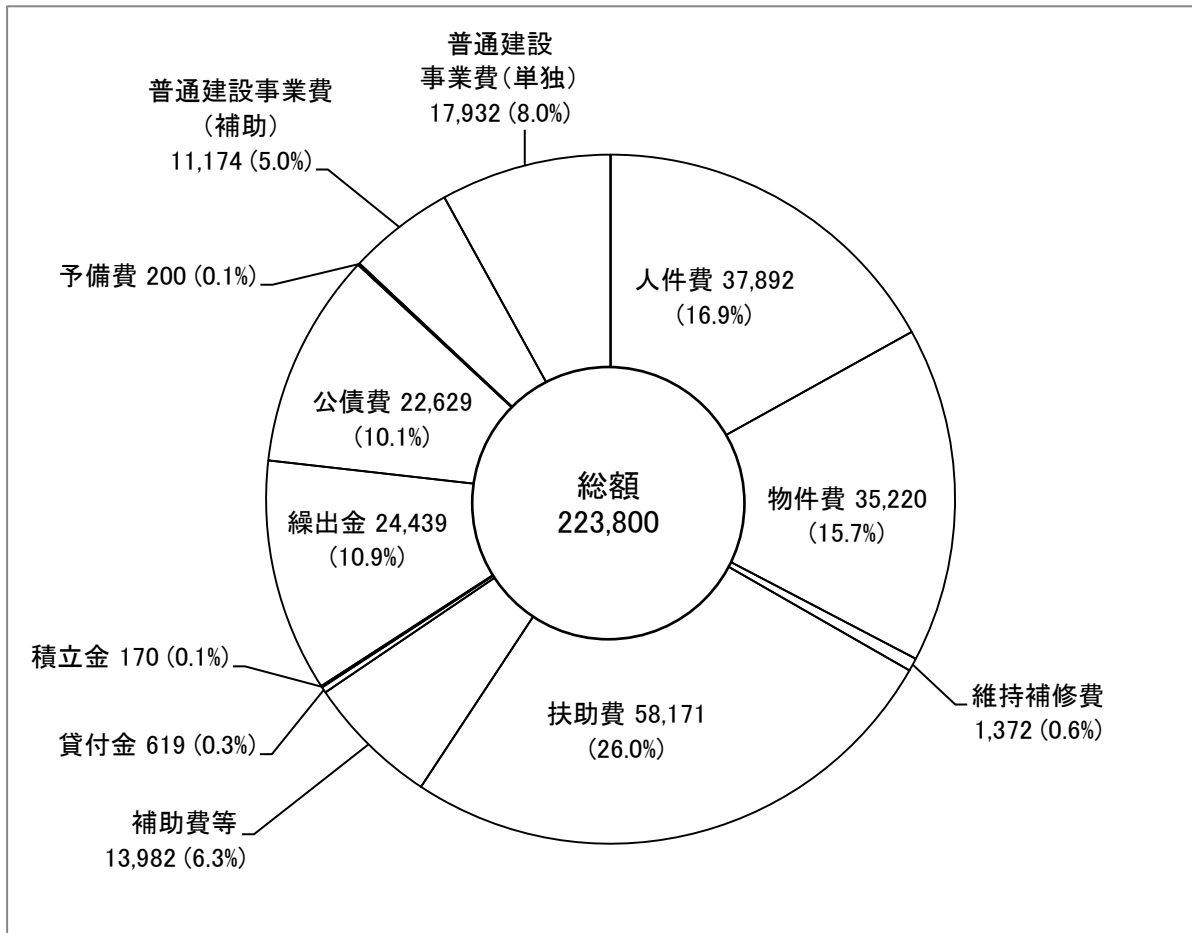 普通建設
事業費（単独）
17,932 (8.0%)
普通建設事業費
（補助）
11,174 (5.0%)
予備費 200 (0.1%)
人件費 37,892
(16.9%)
公債費 22,629
(10.1%)
総額
223,800
物件費 35,220
(15.7%)
繰出金 24,439
(10.9%)
積立金 170 (0.1%)
貸付金 619 (0.3%)
扶助費 58,171
(26.0%)
維持補修費
1,372 (0.6%)
補助費等
13,982 (6.3%)